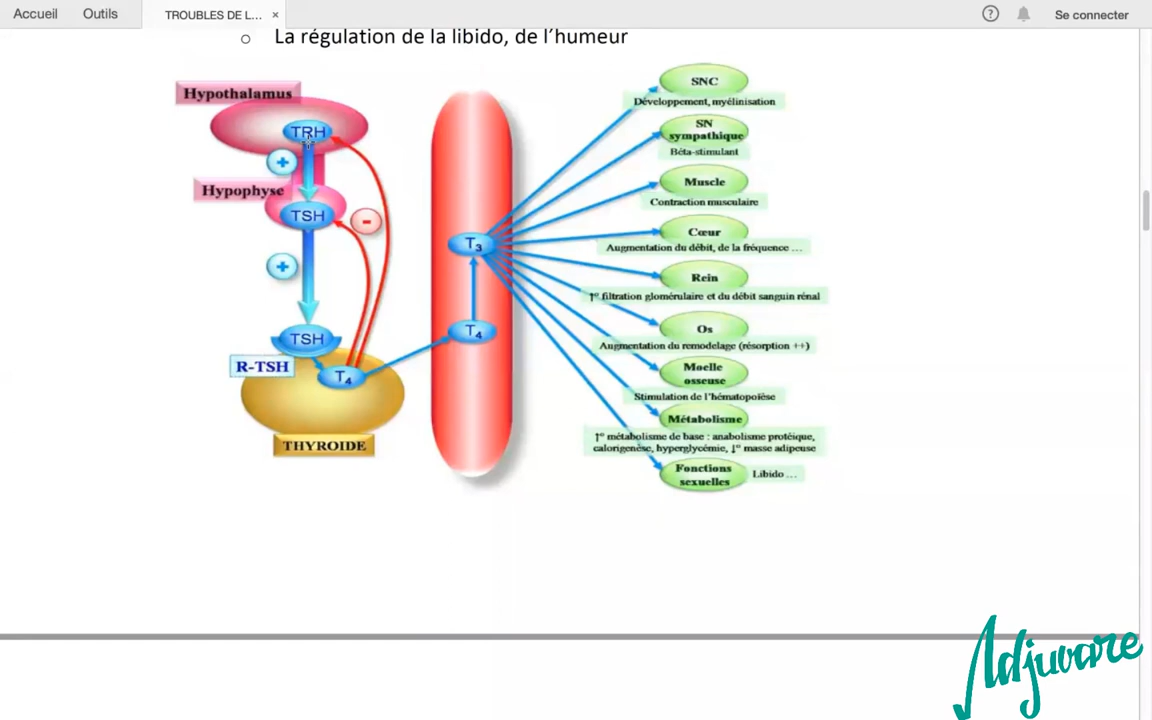 Accueil
Outils
TROUBLES DE L... ×
?
Se connecter
o La régulation de la libido, de l'humeur
Hypothalamus
TRH
+
Hypophyse
TSH
-
+
TSH
R-TSH
T4
THYROIDE
T3
T4
SNC
Développement, myélinisation
SN
sympathique
Béta-stimulant
Muscle
Contraction musculaire
Cœur
Augmentation du débit, de la fréquence ...
Rein
↑° filtration glomérulaire et du débit sanguin rénal
Os
Augmentation du remodelage (résorption ++)
Moelle
osseuse
Stimulation de l'hématopoïèse
Métabolisme
↑° métabolisme de base : anabolisme protéique,
calorigenèse, hyperglycémie, ↓° masse adipeuse
Fonctions
sexuelles
Libido ...
Adjuvare